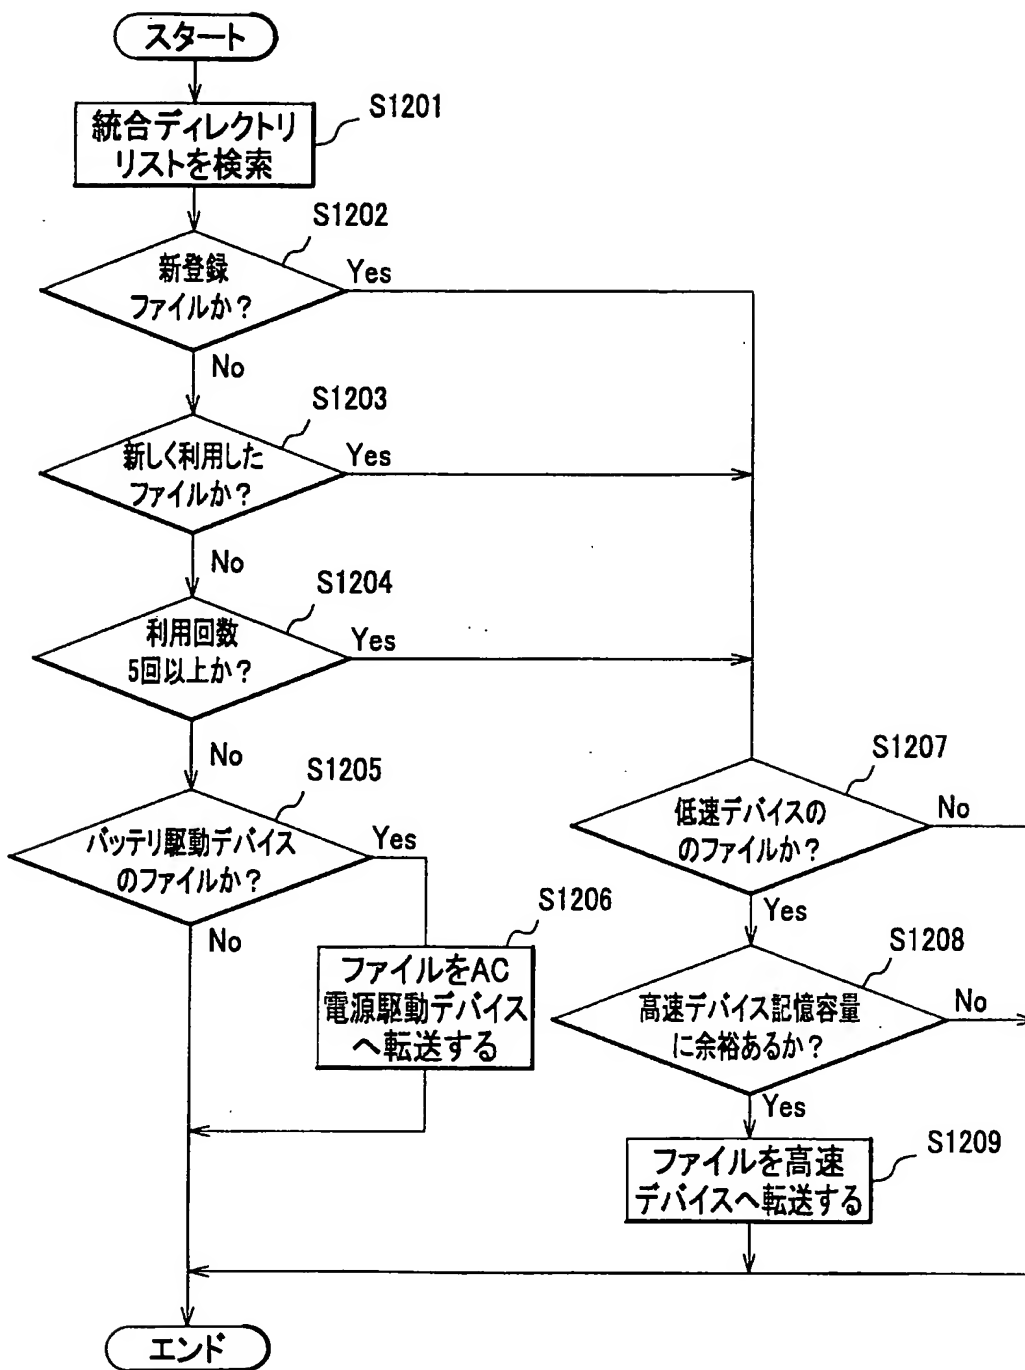 スタート
S1201
統合ディレクトリ
リストを検索
S1202
新登録
ファイルか？
Yes
No
S1203
新しく利用した
ファイルか？
Yes
No
S1204
利用回数
5回以上か？
Yes
No
S1205
バッテリ駆動デバイス
のファイルか？
Yes
No
S1206
ファイルをAC
電源駆動デバイス
へ転送する
S1207
低速デバイスの
のファイルか？
No
Yes
S1208
高速デバイス記憶容量
に余裕あるか？
No
Yes
S1209
ファイルを高速
デバイスへ転送する
エンド